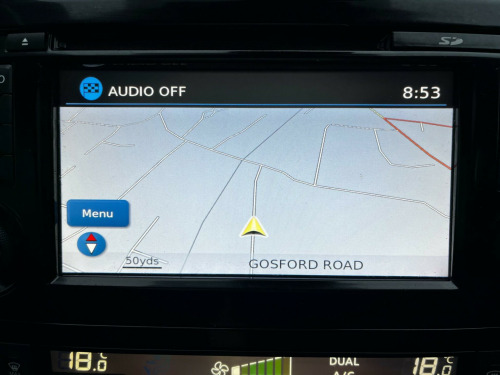 SD
AUDIO OFF
8:53
Menu
50yds
GOSFORD ROAD
18.0°C
DUAL
18.0°C
A/C